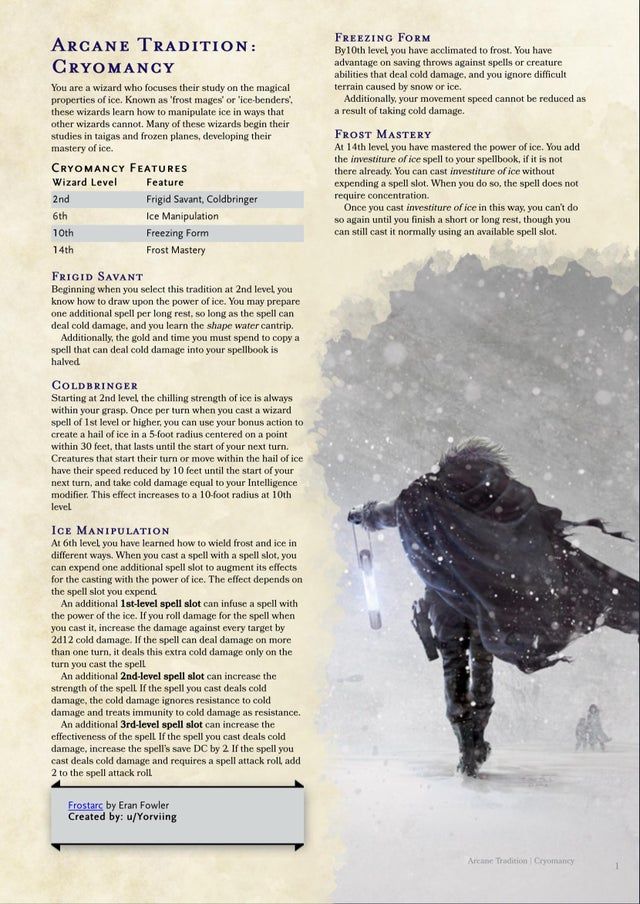 Arcane Tradition:
Cryomancy
You are a wizard who focuses their study on the magical
properties of ice. Known as 'frost mages' or 'ice-benders',
these wizards learn how to manipulate ice in ways that
other wizards cannot. Many of these wizards begin their
studies in taigas and frozen planes, developing their
mastery of ice.
Cryomancy Features
Wizard Level Feature
2nd Frigid Savant, Coldbringer
6th Ice Manipulation
10th Freezing Form
14th Frost Mastery
Frigid Savant
Beginning when you select this tradition at 2nd level, you
know how to draw upon the power of ice. You may prepare
one additional spell per long rest, so long as the spell can
deal cold damage, and you learn the shape water cantrip.
Additionally, the gold and time you must spend to copy a
spell that can deal cold damage into your spellbook is
halved.
Coldbringer
Starting at 2nd level, the chilling strength of ice is always
within your grasp. Once per turn when you cast a wizard
spell of 1st level or higher, you can use your bonus action to
create a hail of ice in a 5-foot radius centered on a point
within 30 feet, that lasts until the start of your next turn.
Creatures that start their turn or move within the hail of ice
have their speed reduced by 10 feet until the start of your
next turn, and take cold damage equal to your Intelligence
modifier. This effect increases to a 10-foot radius at 10th
level.
Ice Manipulation
At 6th level, you have learned how to wield frost and ice in
different ways. When you cast a spell with a spell slot, you
can expend one additional spell slot to augment its effects
for the casting with the power of ice. The effect depends on
the spell slot you expend.
An additional 1st-level spell slot can infuse a spell with
the power of ice. If you roll damage for the spell when
you cast it, increase the damage against every target by
2d12 cold damage. If the spell can deal damage on more
than one turn, it deals this extra cold damage only on the
turn you cast the spell.
An additional 2nd-level spell slot can increase the
strength of the spell. If the spell you cast deals cold
damage, the cold damage ignores resistance to cold
damage and treats immunity to cold damage as resistance.
An additional 3rd-level spell slot can increase the
effectiveness of the spell. If the spell you cast deals cold
damage, increase the spell's save DC by 2. If the spell you
cast deals cold damage and requires a spell attack roll, add
2 to the spell attack roll.
Frostarc by Eran Fowler
Created by: u/Yorviing
Freezing Form
By10th level, you have acclimated to frost. You have
advantage on saving throws against spells or creature
abilities that deal cold damage, and you ignore difficult
terrain caused by snow or ice.
Additionally, your movement speed cannot be reduced as
a result of taking cold damage.
Frost Mastery
At 14th level, you have mastered the power of ice. You add
the investiture of ice spell to your spellbook, if it is not
there already. You can cast investiture of ice without
expending a spell slot. When you do so, the spell does not
require concentration.
Once you cast investiture of ice in this way, you can't do
so again until you finish a short or long rest, though you
can still cast it normally using an available spell slot.
Arcane Tradition | Cryomancy
1